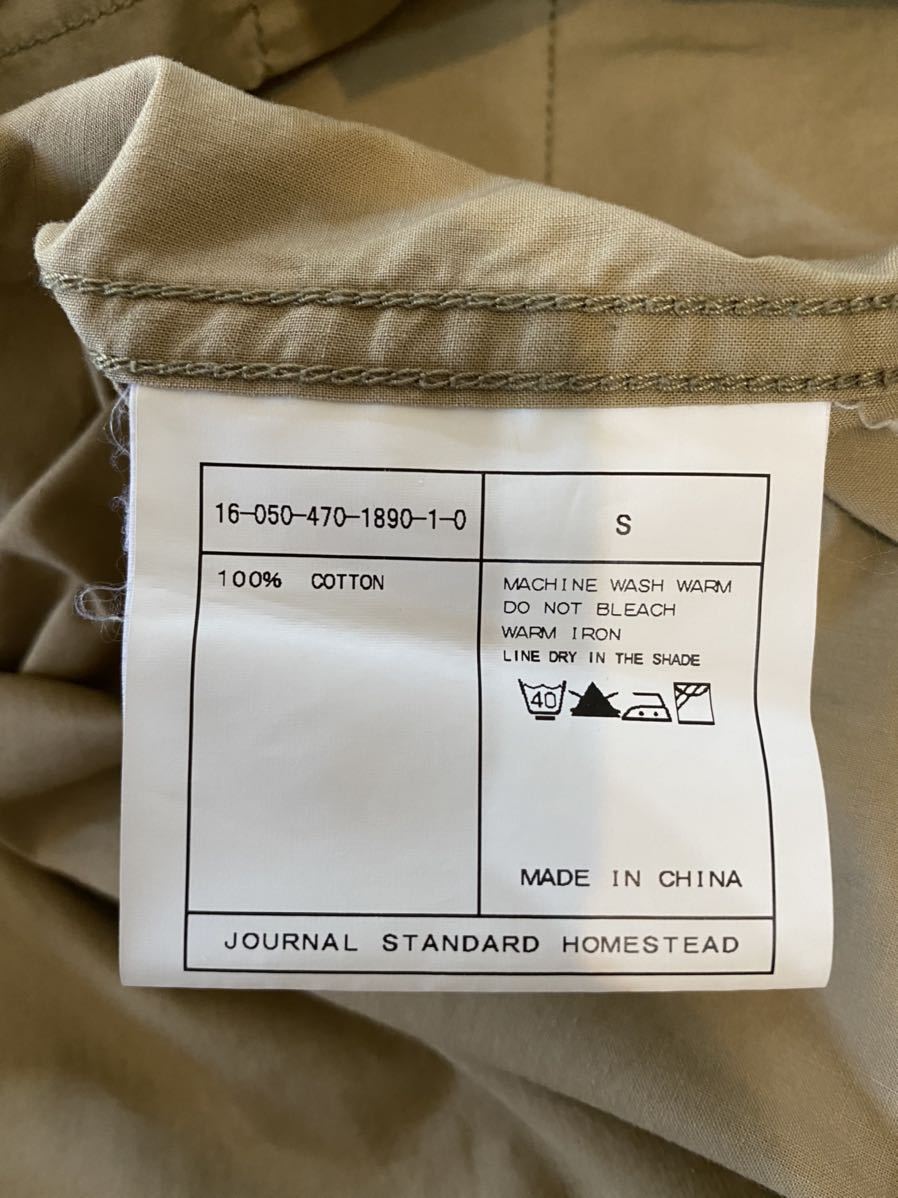 16-050-470-1890-1-0
S
100% COTTON
MACHINE WASH WARM
DO NOT BLEACH
WARM IRON
LINE DRY IN THE SHADE
40
MADE IN CHINA
JOURNAL STANDARD HOMESTEAD